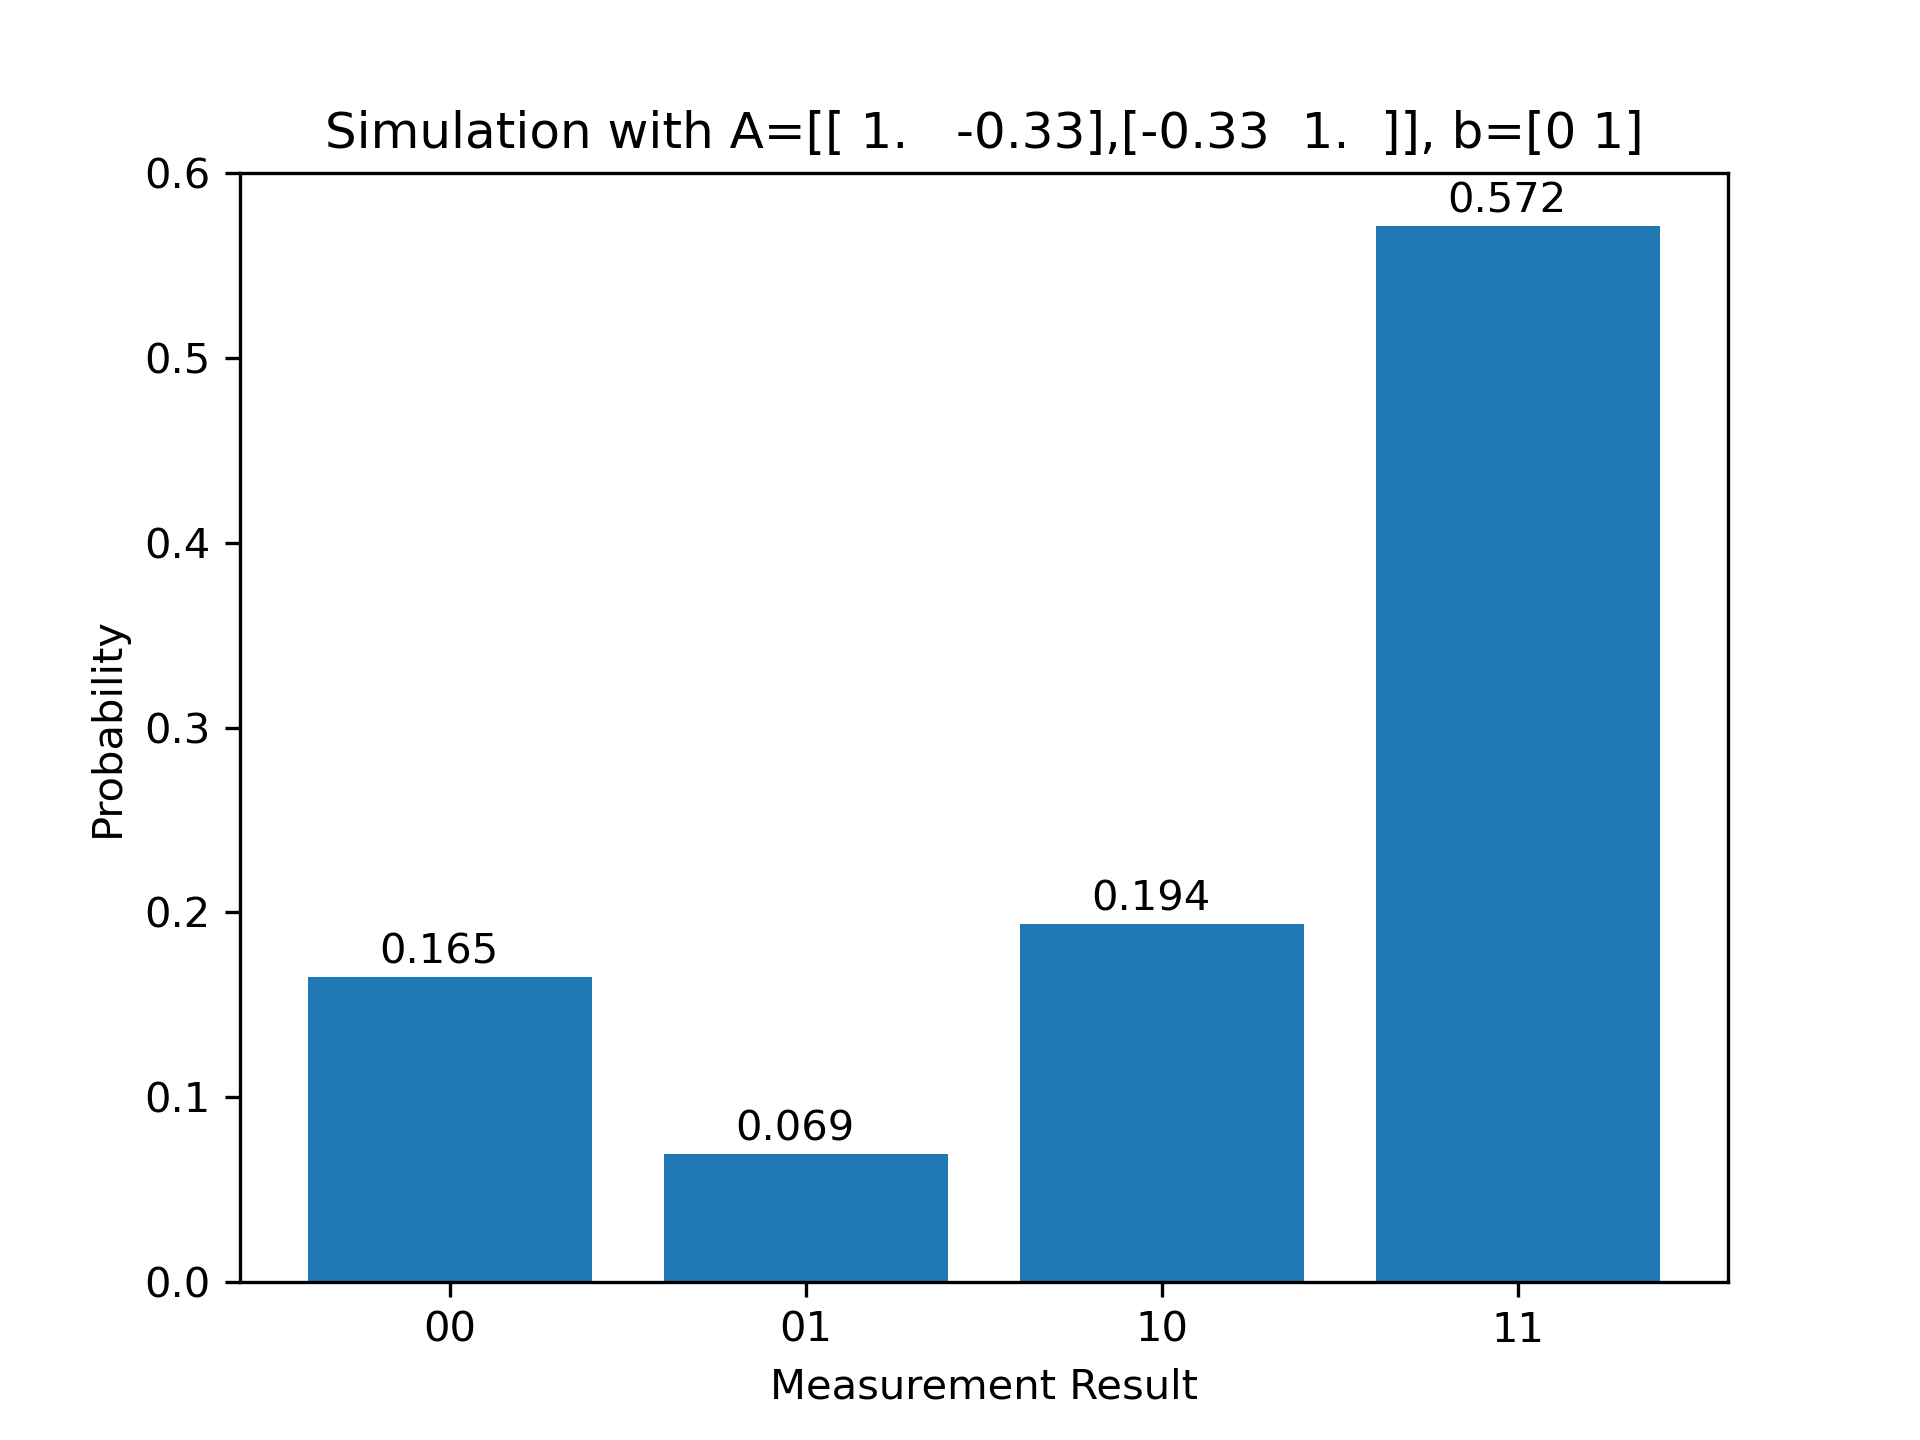 Simulation with A=[[ 1.   -0.33],[-0.33  1.  ]], b=[0 1]
0.6
0.5
0.4
0.3
0.2
0.1
0.0
Probability
0.165
0.069
0.194
0.572
00 01 10 11
Measurement Result